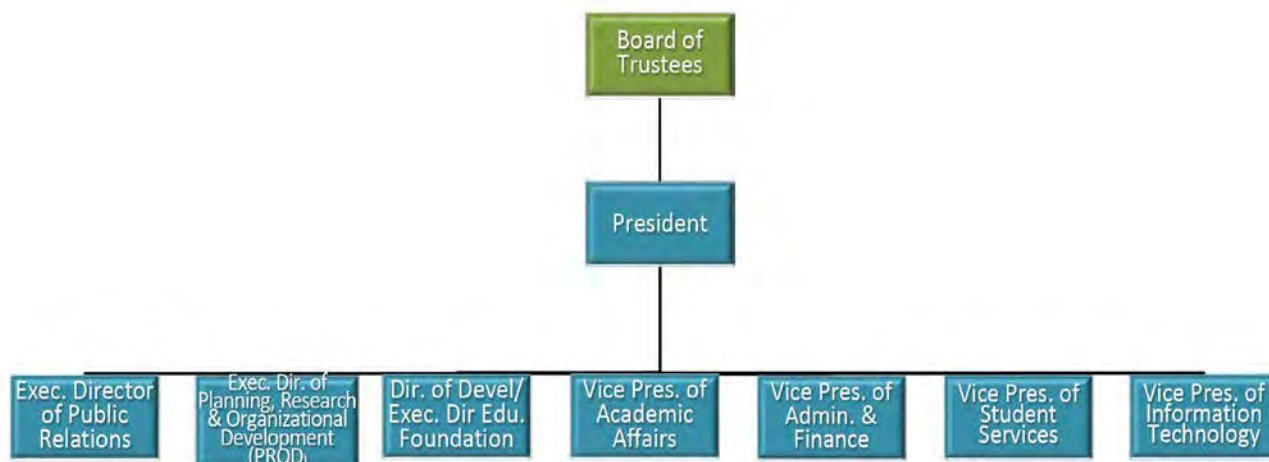 Board of
Trustees
President
Exec. Director
of Public
Relations
Exec. Dir. of
Planning, Research
& Organizational
Development
(PROD)
Dir. of Devel/
Exec. Dir Edu.
Foundation
Vice Pres. of
Academic
Affairs
Vice Pres. of
Admin. &
Finance
Vice Pres. of
Student
Services
Vice Pres. of
Information
Technology